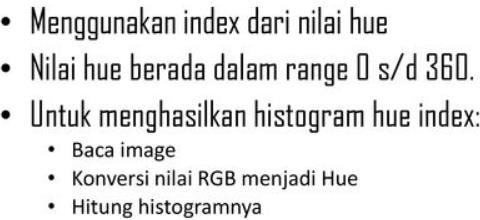 • Menggunakan index dari nilai hue
• Nilai hue berada dalam range 0 s/d 360.
• Untuk menghasilkan histogram hue index:
• Baca image
• Konversi nilai RGB menjadi Hue
• Hitung histogramnya